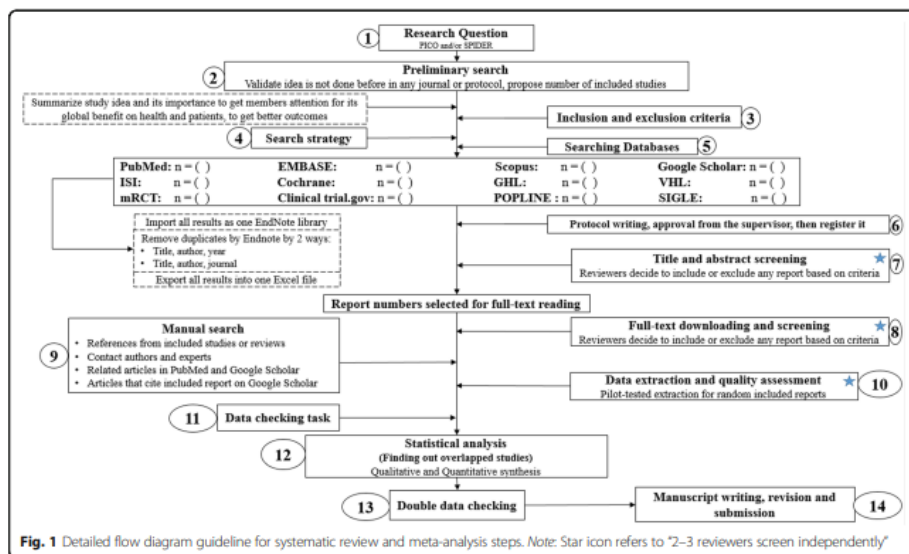 1
Research Question
PICO and/or SPIDER
2
Preliminary search
Validate idea is not done before in any journal or protocol, propose number of included studies
Summarize study idea and its importance to get members attention for its
global benefit on health and patients, to get better outcomes
Inclusion and exclusion criteria
3
4
Search strategy
Searching Databases
5
PubMed: n = ( ) EMBASE: n = ( ) Scopus: n = ( ) Google Scholar: n = ( )
ISI: n = ( ) Cochrane: n = ( ) GHL: n = ( ) VHL: n = ( )
mRCT: n = ( ) Clinical trial.gov: n = ( ) POPLINE : n = ( ) SIGLE: n = ( )
Import all results as one EndNote library
Remove duplicates by Endnote by 2 ways:
• Title, author, year
• Title, author, journal
Export all results into one Excel file
Protocol writing, approval from the supervisor, then register it
6
Title and abstract screening
Reviewers decide to include or exclude any report based on criteria
7
Report numbers selected for full-text reading
Full-text downloading and screening
Reviewers decide to include or exclude any report based on criteria
8
9
Manual search
• References from included studies or reviews
• Contact authors and experts
• Related articles in PubMed and Google Scholar
• Articles that cite included report on Google Scholar
Data extraction and quality assessment
Pilot-tested extraction for random included reports
10
11
Data checking task
12
Statistical analysis
(Finding out overlapped studies)
Qualitative and Quantitative synthesis
13
Double data checking
Manuscript writing, revision and
submission
14
Fig. 1 Detailed flow diagram guideline for systematic review and meta-analysis steps. Note: Star icon refers to "2–3 reviewers screen independently"